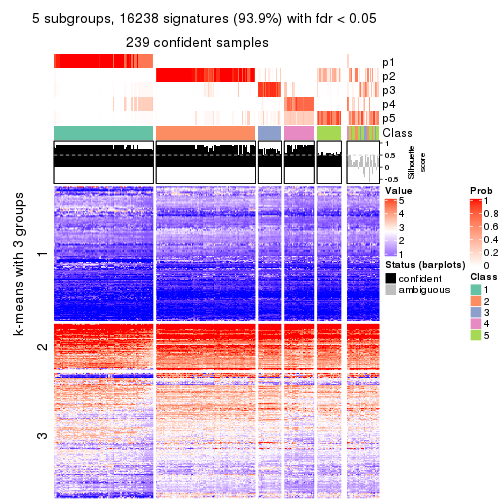 5 subgroups, 16238 signatures (93.9%) with fdr < 0.05
239 confident samples
p1
p2
p3
p4
p5
Class
1
0.5
0
-0.5
Silhouette
score
k-means with 3 groups
1
2
3
Value
5
4
3
2
1
Status (barplots)
confident
ambiguous
Prob
1
0.8
0.6
0.4
0.2
0
Class
1
2
3
4
5